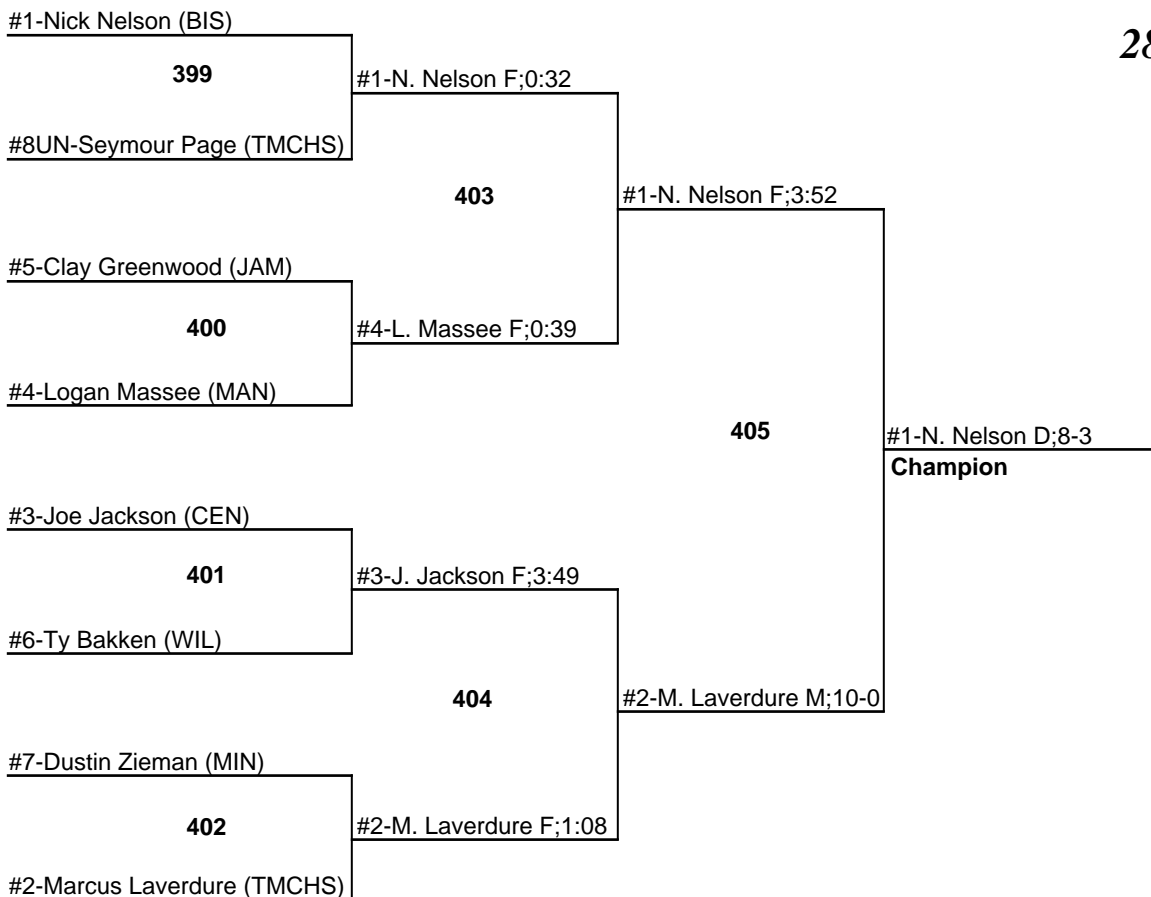 #1-Nick Nelson (BIS)
28
399
#1-N. Nelson F;0:32
#8UN-Seymour Page (TMCHS)
403
#1-N. Nelson F;3:52
#5-Clay Greenwood (JAM)
400
#4-L. Massee F;0:39
#4-Logan Massee (MAN)
405
#1-N. Nelson D;8-3
Champion
#3-Joe Jackson (CEN)
401
#3-J. Jackson F;3:49
#6-Ty Bakken (WIL)
404
#2-M. Laverdure M;10-0
#7-Dustin Zieman (MIN)
402
#2-M. Laverdure F;1:08
#2-Marcus Laverdure (TMCHS)